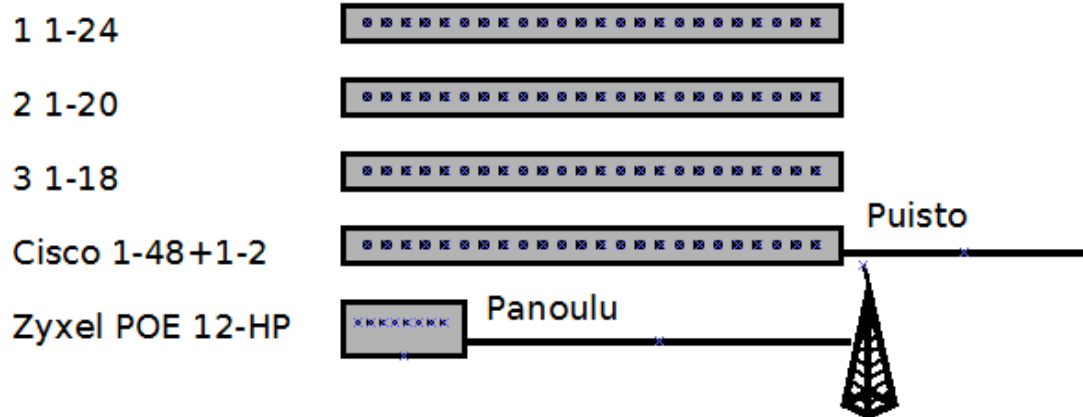 1 1-24
2 1-20
3 1-18
Puisto
Cisco 1-48+1-2
Panoulu
Zyxel POE 12-HP